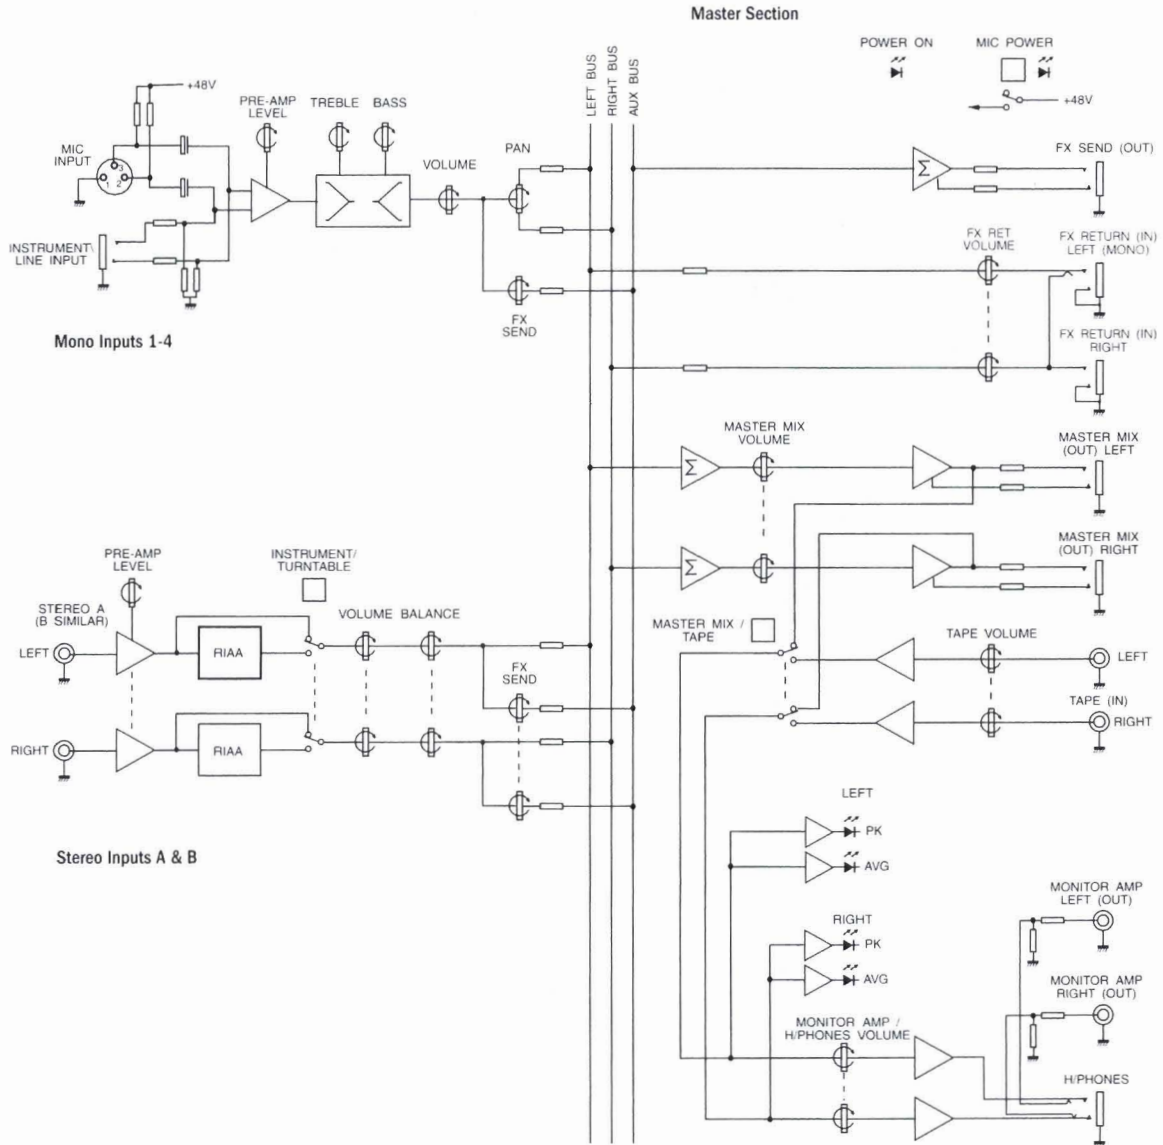 Master Section
POWER ON
MIC POWER
+48V
LEFT BUS
RIGHT BUS
AUX BUS
+48V
PRE-AMP
LEVEL
TREBLE BASS
MIC
INPUT
1
2
3
VOLUME
PAN
INSTRUMENT\
LINE INPUT
FX
SEND
Mono Inputs 1-4
Σ
FX SEND (OUT)
FX RET
VOLUME
FX RETURN (IN)
LEFT (MONO)
FX RETURN (IN)
RIGHT
MASTER MIX
VOLUME
Σ
MASTER MIX
(OUT) LEFT
Σ
MASTER MIX
(OUT) RIGHT
PRE-AMP
LEVEL
INSTRUMENT/
TURNTABLE
STEREO A
(B SIMILAR)
VOLUME BALANCE
LEFT
RIAA
FX
SEND
RIGHT
RIAA
Stereo Inputs A & B
MASTER MIX /
TAPE
TAPE VOLUME
LEFT
TAPE (IN)
RIGHT
LEFT
PK
AVG
RIGHT
PK
AVG
MONITOR AMP
LEFT (OUT)
MONITOR AMP
RIGHT (OUT)
MONITOR AMP /
H/PHONES VOLUME
H/PHONES